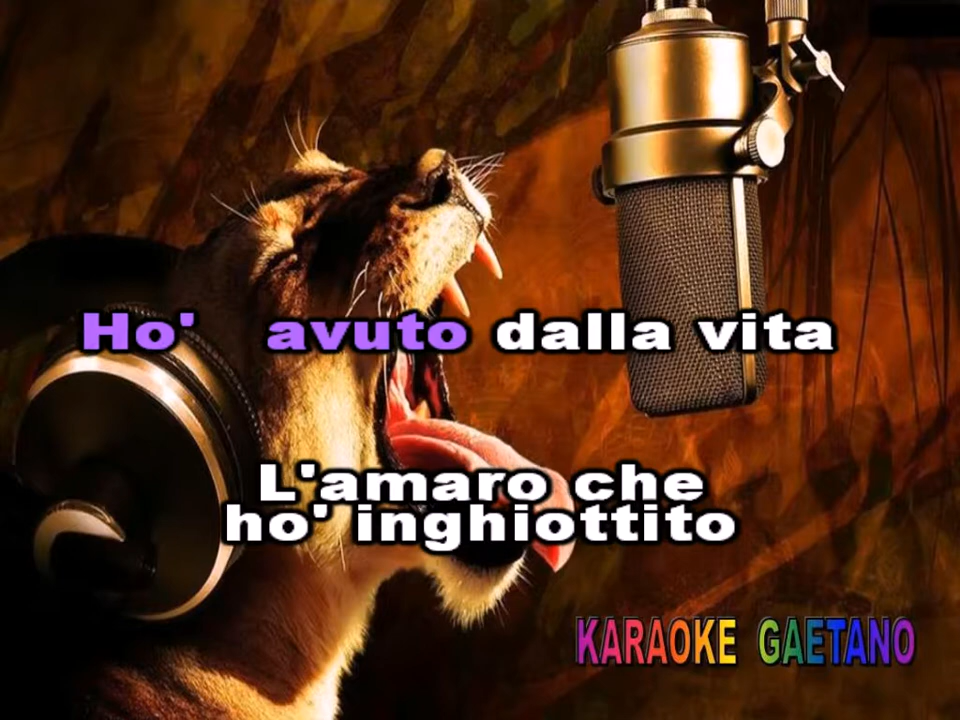 Ho' avuto dalla vita
L'amaro che
ho' inghiottito
KARAOKE GAETANO